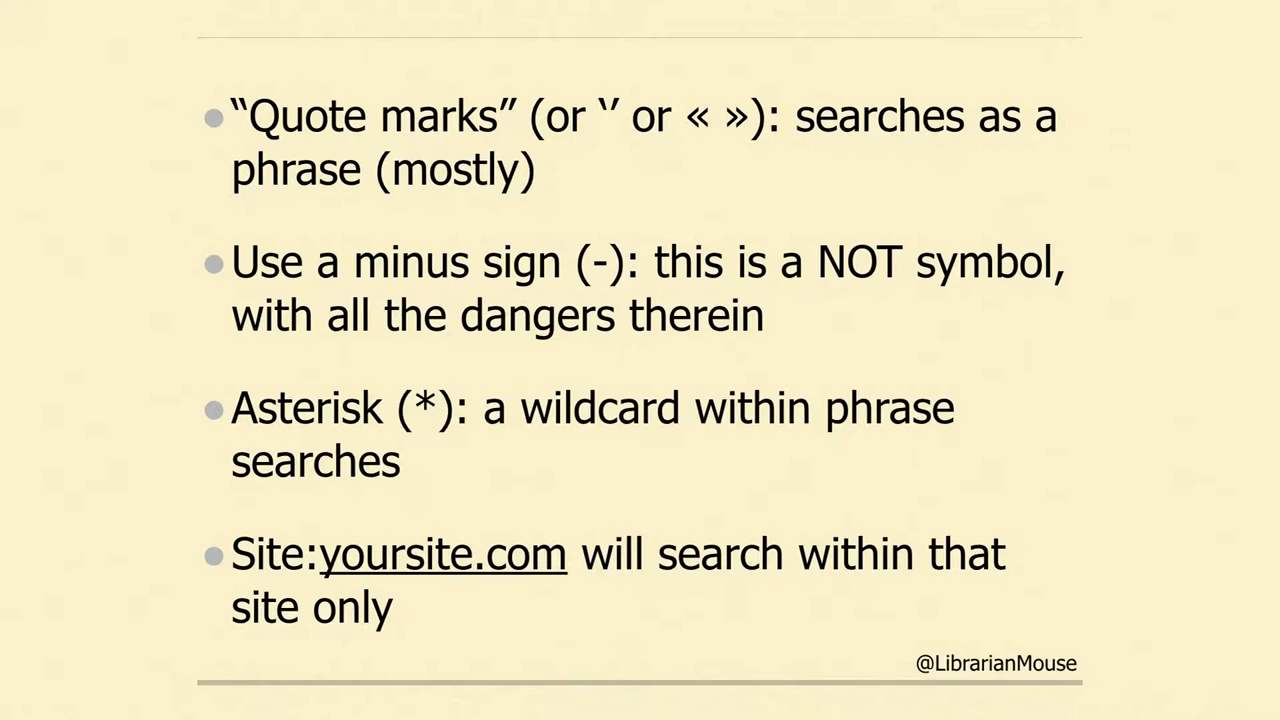 “Quote marks” (or ‘’ or « »): searches as a
phrase (mostly)
Use a minus sign (-): this is a NOT symbol,
with all the dangers therein
Asterisk (*): a wildcard within phrase
searches
Site:yoursite.com will search within that
site only
@LibrarianMouse